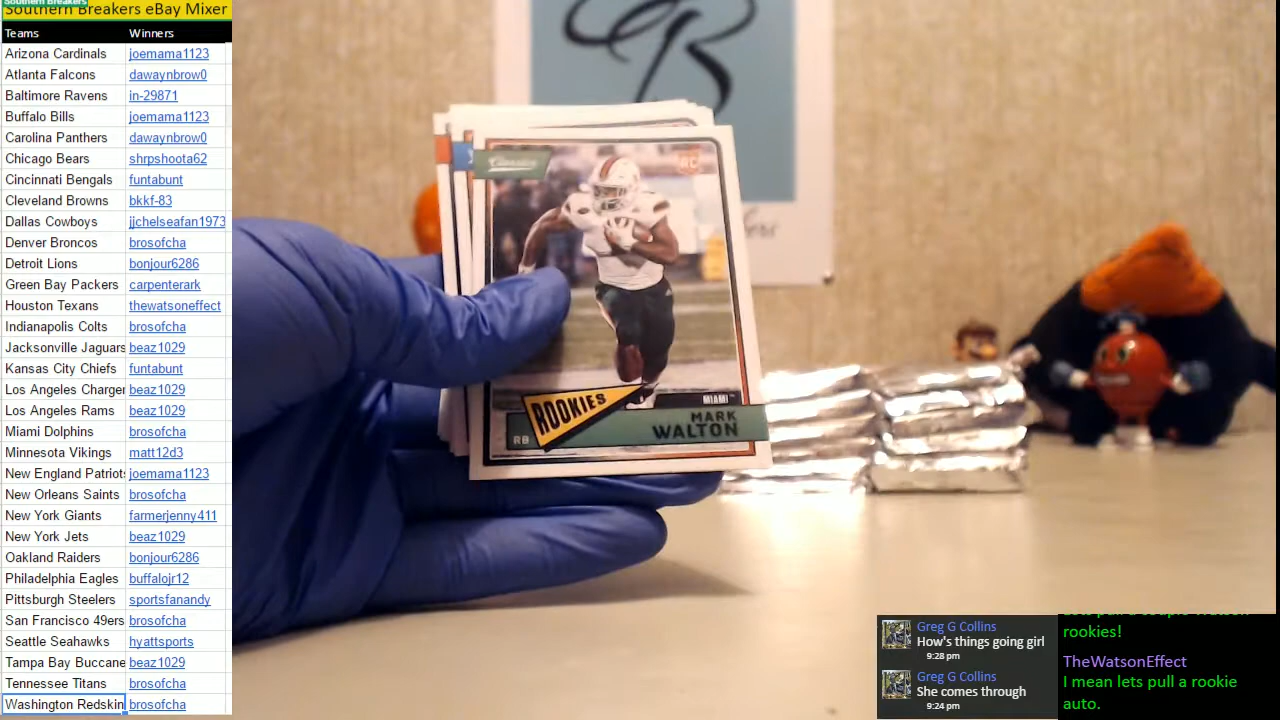 Southern Breakers
Southern Breakers eBay Mixer
Teams Winners
Arizona Cardinals joemama1123
Atlanta Falcons dawaynbrow0
Baltimore Ravens in-29871
Buffalo Bills joemama1123
Carolina Panthers dawaynbrow0
Chicago Bears shrpshoota62
Cincinnati Bengals funtabunt
Cleveland Browns bkkf-83
Dallas Cowboys jjchelseafan1973
Denver Broncos brosofcha
Detroit Lions bonjour6286
Green Bay Packers carpenterark
Houston Texans thewatsoneffect
Indianapolis Colts brosofcha
Jacksonville Jaguars beaz1029
Kansas City Chiefs funtabunt
Los Angeles Charger beaz1029
Los Angeles Rams beaz1029
Miami Dolphins brosofcha
Minnesota Vikings matt12d3
New England Patriots joemama1123
New Orleans Saints brosofcha
New York Giants farmerjenny411
New York Jets beaz1029
Oakland Raiders bonjour6286
Philadelphia Eagles buffalojr12
Pittsburgh Steelers sportsfanandy
San Francisco 49ers brosofcha
Seattle Seahawks hyattsports
Tampa Bay Buccane beaz1029
Tennessee Titans brosofcha
Washington Redskin brosofcha
Classics
RC
ROOKIES
MIAMI
MARK
WALTON
RB
Greg G Collins
How's things going girl
9:28 pm
Greg G Collins
She comes through
9:24 pm
rookies!
TheWatsonEffect
I mean lets pull a rookie
auto.